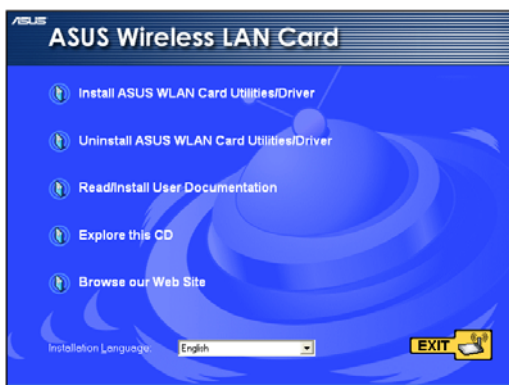 ASUS
ASUS Wireless LAN Card
Install ASUS WLAN Card Utilities/Driver
Uninstall ASUS WLAN Card Utilities/Driver
Read/Install User Documentation
Explore this CD
Browse our Web Site
Installation Language: English
EXIT